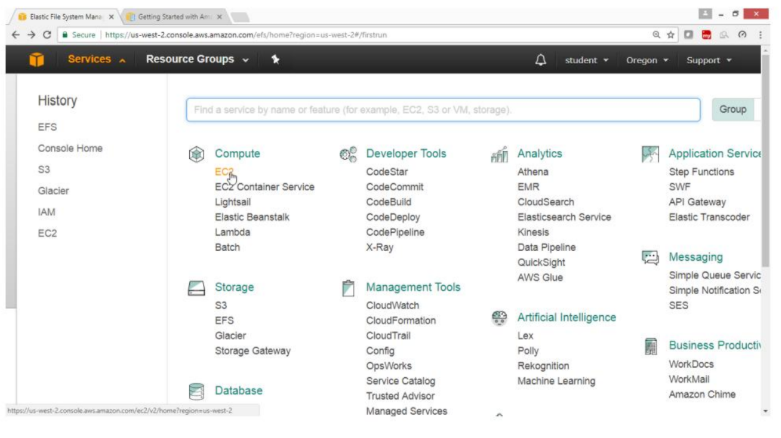 Elastic File System Mana
Getting Started with Am
Secure | https://us-west-2.console.aws.amazon.com/efs/home?region=us-west-2#/firstrun
Services
Resource Groups
student
Oregon
Support
History
EFS
Console Home
S3
Glacier
IAM
EC2
Find a service by name or feature (for example, EC2, S3 or VM, storage).
Group
Compute
EC2
EC2 Container Service
Lightsail
Elastic Beanstalk
Lambda
Batch
Storage
S3
EFS
Glacier
Storage Gateway
Database
Developer Tools
CodeStar
CodeCommit
CodeBuild
CodeDeploy
CodePipeline
X-Ray
Management Tools
CloudWatch
CloudFormation
CloudTrail
Config
OpsWorks
Service Catalog
Trusted Advisor
Managed Services
Analytics
Athena
EMR
CloudSearch
Elasticsearch Service
Kinesis
Data Pipeline
QuickSight
AWS Glue
Artificial Intelligence
Lex
Polly
Rekognition
Machine Learning
Application Service
Step Functions
SWF
API Gateway
Elastic Transcoder
Messaging
Simple Queue Servic
Simple Notification Se
SES
Business Productiv
WorkDocs
WorkMail
Amazon Chime
https://us-west-2.console.aws.amazon.com/ec2/v2/home?region=us-west-2